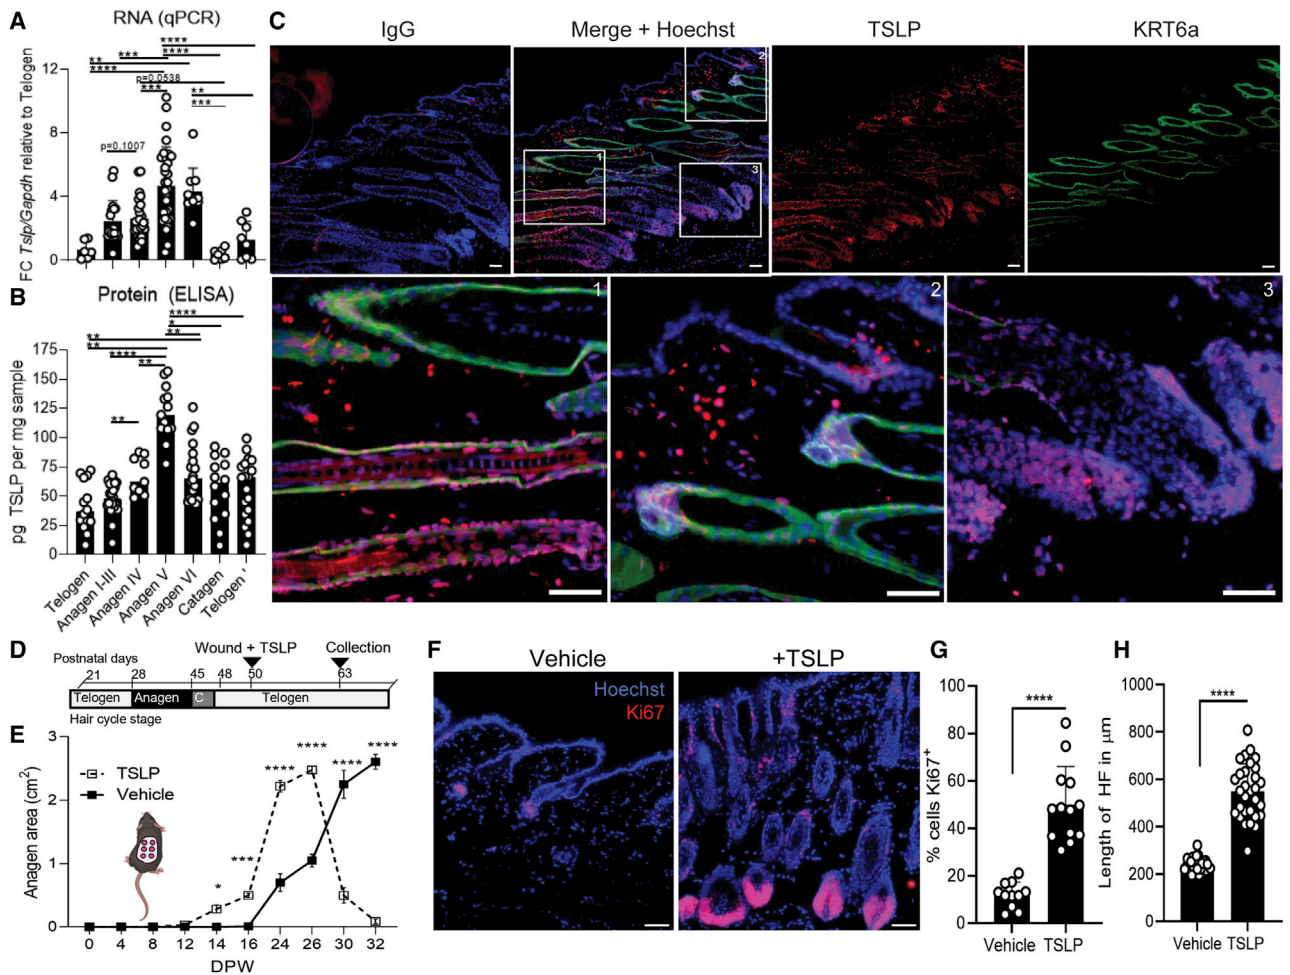 A
RNA (qPCR)
FC Tslp/Gapdh relative to Telogen
12
8
4
0
****
*** ****
**
****
p=0.0538
***
**
***
p=0.1007
B
Protein (ELISA)
pg TSLP per mg sample
175
150
125
100
75
50
25
0
****
*
**
**
**
****
**
**
Telogen
Anagen I-III
Anagen IV
Anagen V
Anagen VI
Catagen
Telogen '
C
IgG
Merge + Hoechst
TSLP
KRT6a
1
2
3
1
2
3
D
Wound + TSLP
Collection
Postnatal days
21 28 45 48 50 63
Telogen Anagen C Telogen
Hair cycle stage
E
Anagen area (cm2)
3
2
1
0
TSLP
Vehicle
* *** **** **** **** ****
0 4 8 12 14 16 24 26 30 32
DPW
F
Vehicle
+TSLP
Hoechst
Ki67
G
% cells Ki67+
100
80
60
40
20
0
****
Vehicle TSLP
H
Length of HF in µm
1000
800
600
400
200
0
****
Vehicle TSLP